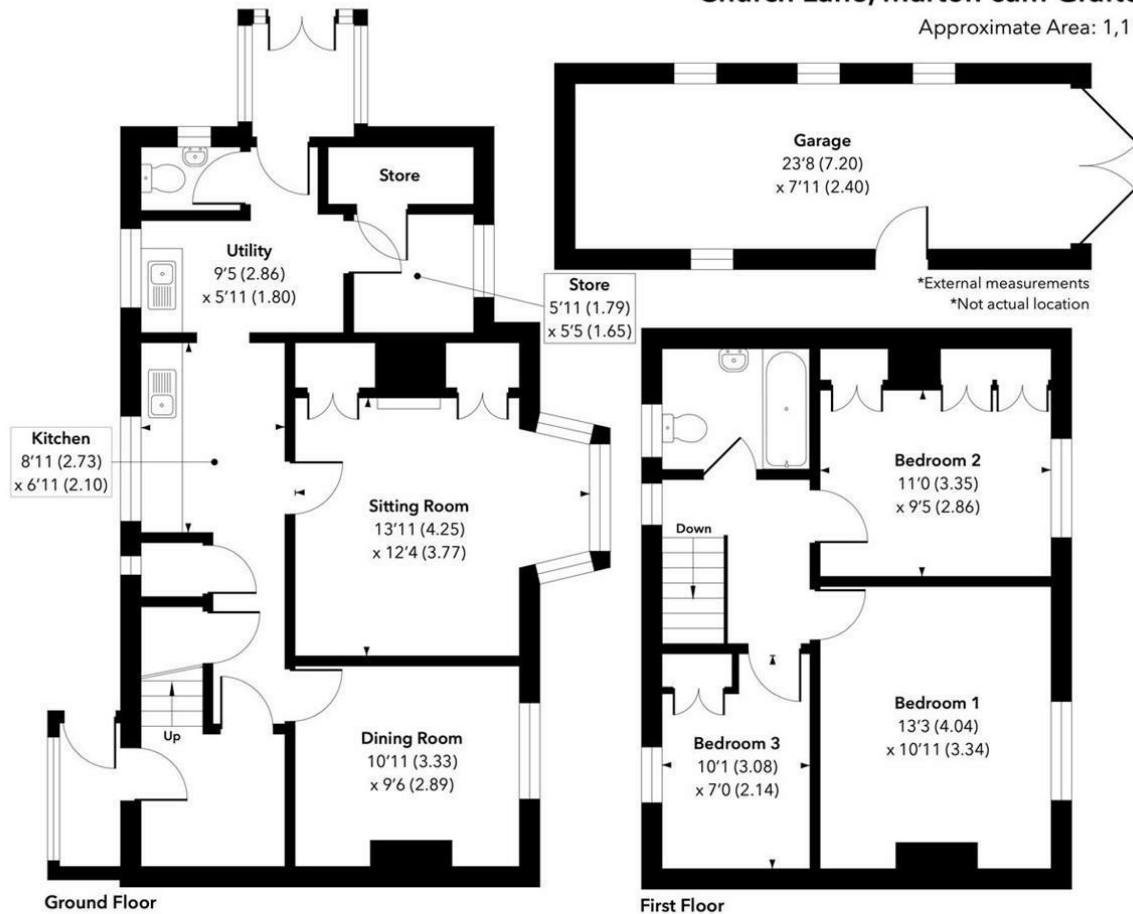 Approximate Area: 1,1
Garage
23'8 (7.20)
x 7'11 (2.40)
*External measurements
*Not actual location
Store
Utility
9'5 (2.86)
x 5'11 (1.80)
Store
5'11 (1.79)
x 5'5 (1.65)
Kitchen
8'11 (2.73)
x 6'11 (2.10)
Sitting Room
13'11 (4.25)
x 12'4 (3.77)
Dining Room
10'11 (3.33)
x 9'6 (2.89)
Up
Ground Floor
Bedroom 2
11'0 (3.35)
x 9'5 (2.86)
Down
Bedroom 1
13'3 (4.04)
x 10'11 (3.34)
Bedroom 3
10'1 (3.08)
x 7'0 (2.14)
First Floor